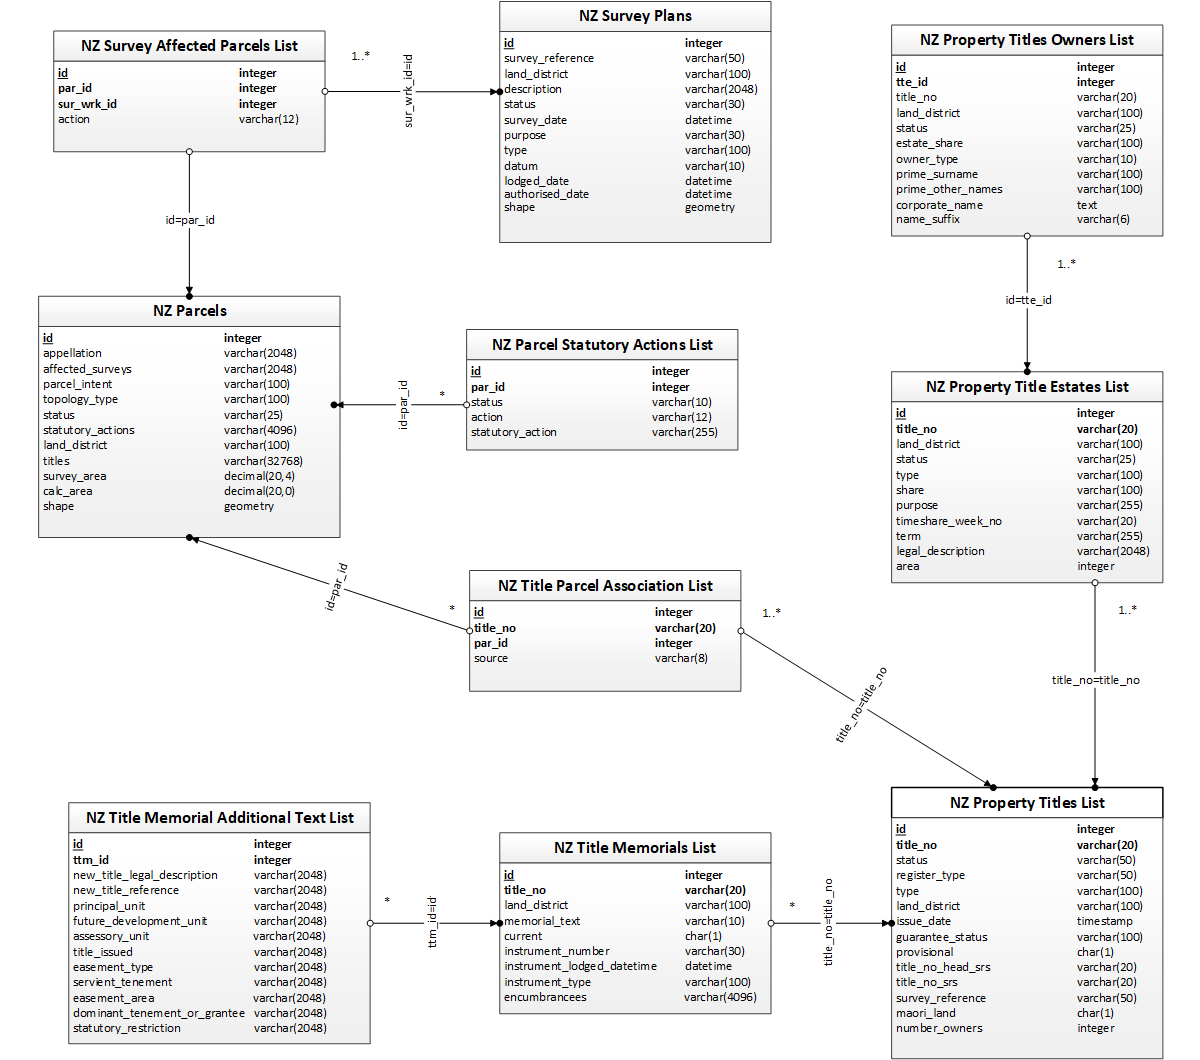 NZ Survey Affected Parcels List
id integer
par_id integer
sur_wrk_id integer
action varchar(12)
1..*
sur_wrk_id=id
NZ Survey Plans
id integer
survey_reference varchar(50)
land_district varchar(100)
description varchar(2048)
status varchar(30)
survey_date datetime
purpose varchar(30)
type varchar(100)
datum varchar(10)
lodged_date datetime
authorised_date datetime
shape geometry
NZ Property Titles Owners List
id integer
tte_id integer
title_no varchar(20)
land_district varchar(100)
status varchar(25)
estate_share varchar(100)
owner_type varchar(10)
prime_surname varchar(100)
prime_other_names varchar(100)
corporate_name text
name_suffix varchar(6)
id=par_id
1..*
id=tte_id
NZ Parcels
id integer
appellation varchar(2048)
affected_surveys varchar(2048)
parcel_intent varchar(100)
topology_type varchar(100)
status varchar(25)
statutory_actions varchar(4096)
land_district varchar(100)
titles varchar(32768)
survey_area decimal(20,4)
calc_area decimal(20,0)
shape geometry
id=par_id
*
NZ Parcel Statutory Actions List
id integer
par_id integer
status varchar(10)
action varchar(12)
statutory_action varchar(255)
NZ Property Title Estates List
id integer
title_no varchar(20)
land_district varchar(100)
status varchar(25)
type varchar(100)
share varchar(100)
purpose varchar(255)
timeshare_week_no varchar(20)
term varchar(255)
legal_description varchar(2048)
area integer
id=par_id
*
NZ Title Parcel Association List
id integer
title_no varchar(20)
par_id integer
source varchar(8)
1..*
title_no=title_no
1..*
title_no=title_no
NZ Title Memorial Additional Text List
id integer
ttm_id integer
new_title_legal_description varchar(2048)
new_title_reference varchar(2048)
principal_unit varchar(2048)
future_development_unit varchar(2048)
assessory_unit varchar(2048)
title_issued varchar(2048)
easement_type varchar(2048)
servient_tenement varchar(2048)
easement_area varchar(2048)
dominant_tenement_or_grantee varchar(2048)
statutory_restriction varchar(2048)
*
ttm_id=id
NZ Title Memorials List
id integer
title_no varchar(20)
land_district varchar(100)
memorial_text varchar(10)
current char(1)
instrument_number varchar(30)
instrument_lodged_datetime datetime
instrument_type varchar(100)
encumbrancees varchar(4096)
*
title_no=title_no
NZ Property Titles List
id integer
title_no varchar(20)
status varchar(50)
register_type varchar(50)
type varchar(100)
land_district varchar(100)
issue_date timestamp
guarantee_status varchar(100)
provisional char(1)
title_no_head_srs varchar(20)
title_no_srs varchar(20)
survey_reference varchar(50)
maori_land char(1)
number_owners integer